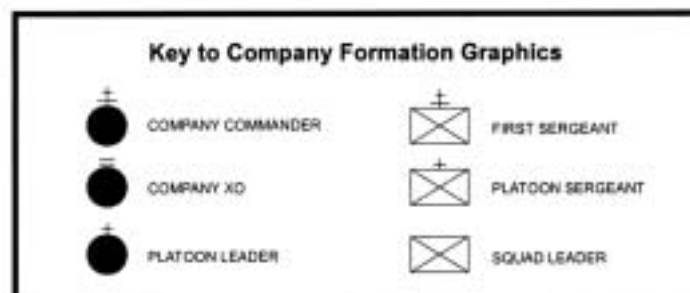 Key to Company Formation Graphics
COMPANY COMMANDER
FIRST SERGEANT
COMPANY XO
PLATOON SERGEANT
PLATOON LEADER
SQUAD LEADER